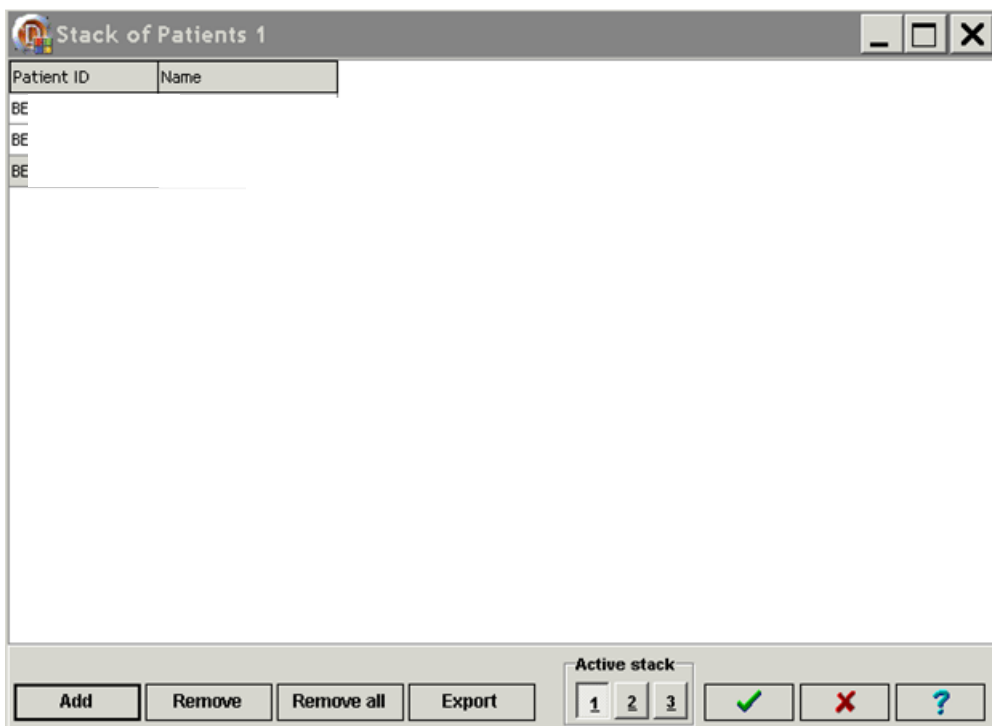 Stack of Patients 1
Patient ID Name
BE
BE
BE
Active stack
Add Remove Remove all Export 1 2 3 ?